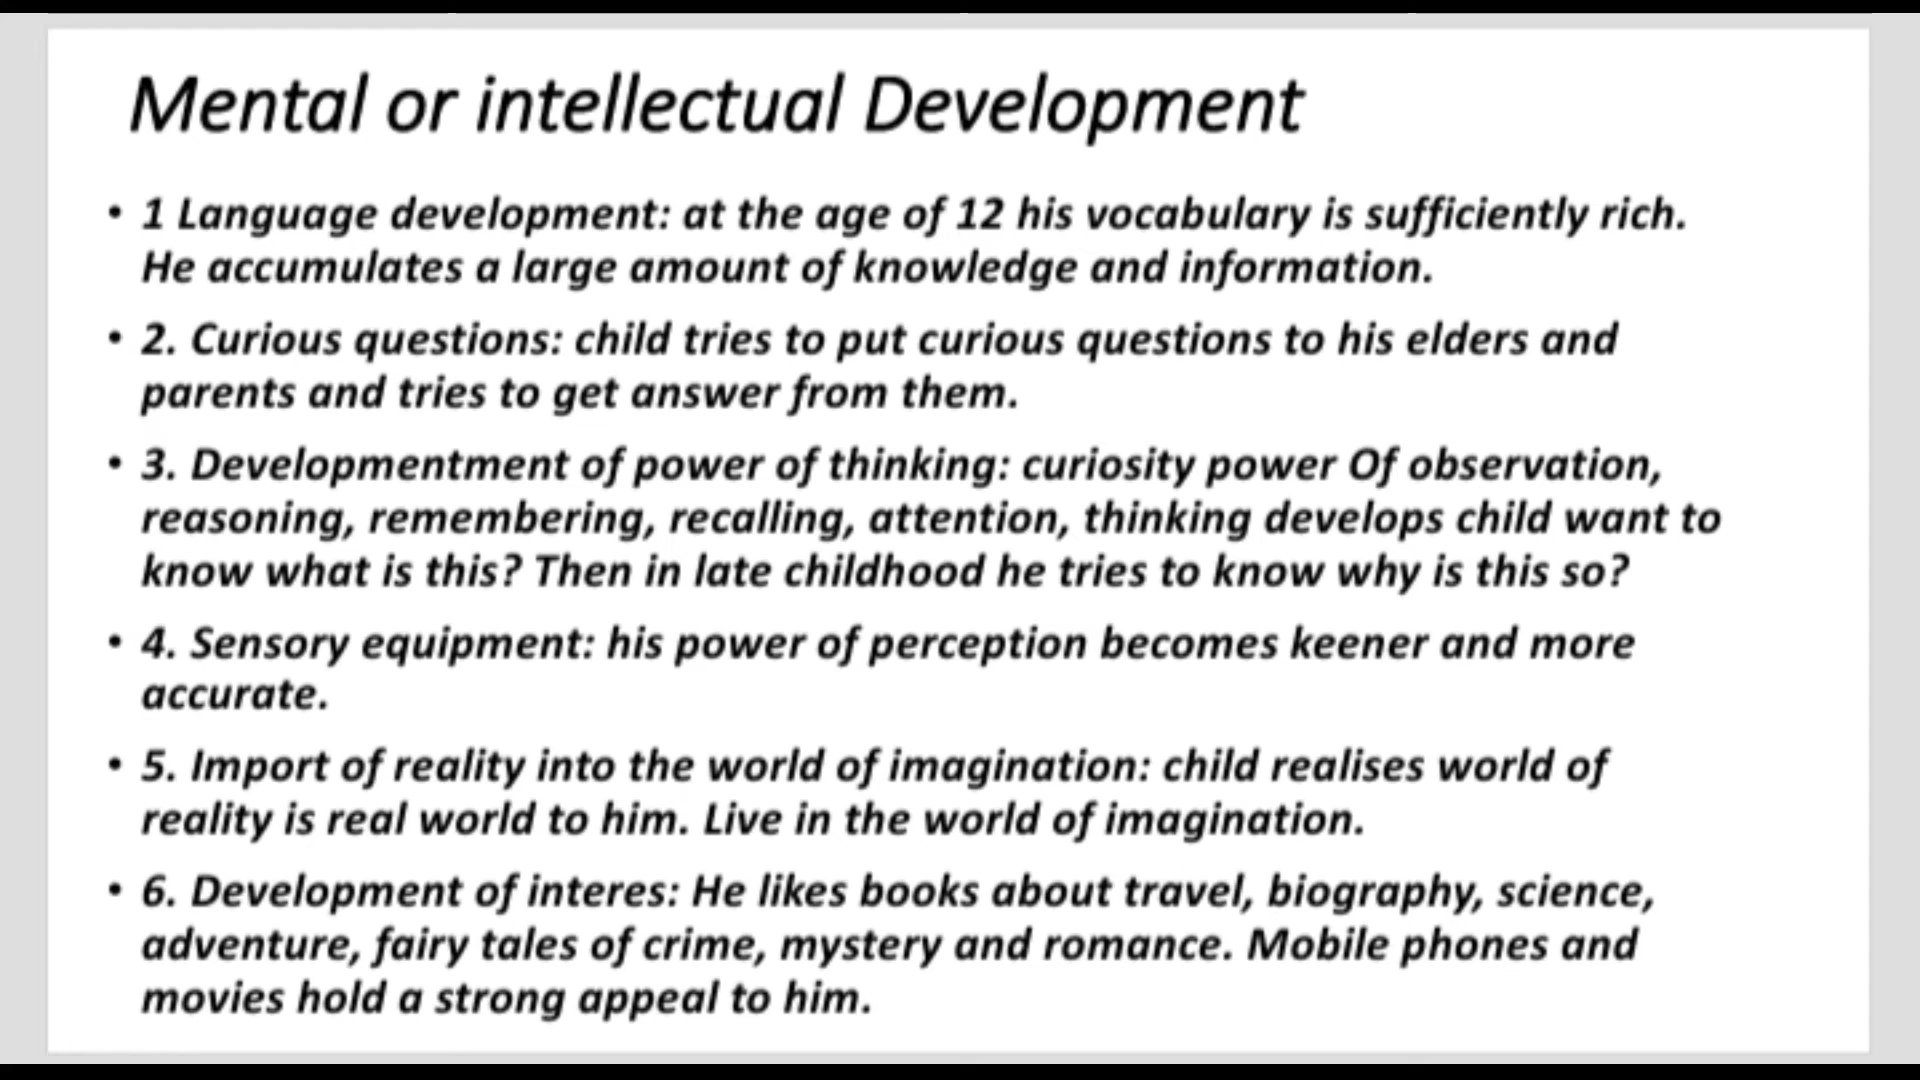 Mental or intellectual Development
• 1 Language development: at the age of 12 his vocabulary is sufficiently rich.
He accumulates a large amount of knowledge and information.
• 2. Curious questions: child tries to put curious questions to his elders and
parents and tries to get answer from them.
• 3. Developmentment of power of thinking: curiosity power Of observation,
reasoning, remembering, recalling, attention, thinking develops child want to
know what is this? Then in late childhood he tries to know why is this so?
• 4. Sensory equipment: his power of perception becomes keener and more
accurate.
• 5. Import of reality into the world of imagination: child realises world of
reality is real world to him. Live in the world of imagination.
• 6. Development of interes: He likes books about travel, biography, science,
adventure, fairy tales of crime, mystery and romance. Mobile phones and
movies hold a strong appeal to him.